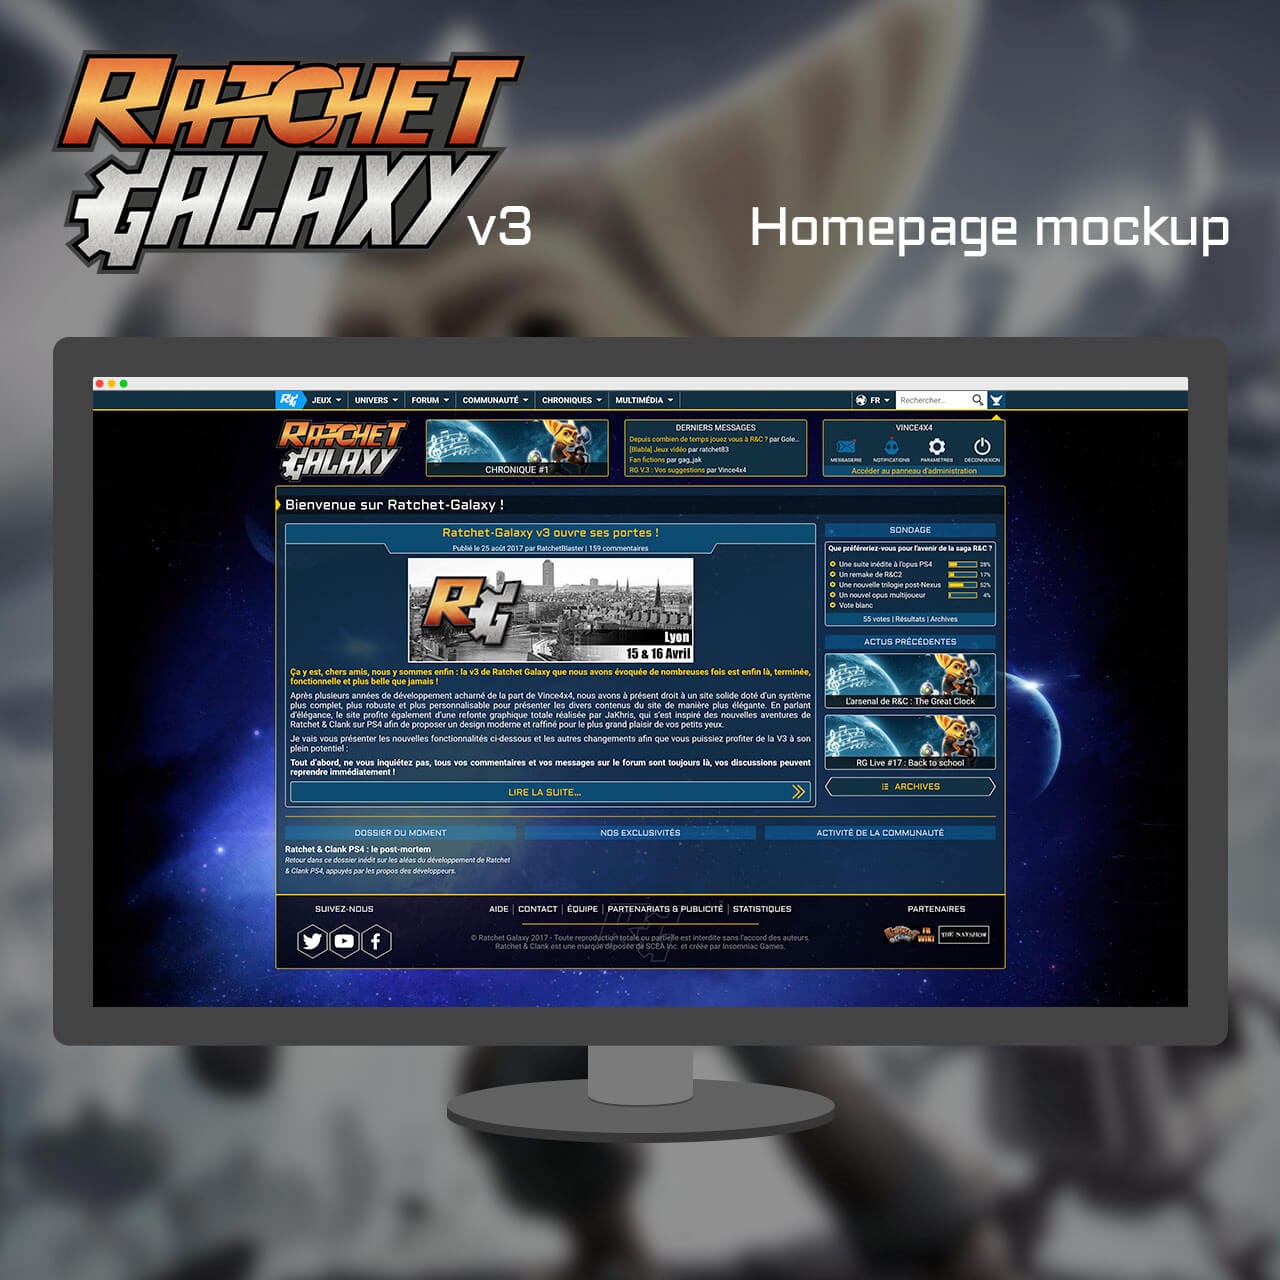 RATCHET
GALAXY v3
Homepage mockup
RG JEUX UNIVERS FORUM COMMUNAUTÉ CHRONIQUES MULTIMÉDIA FR Rechercher...
RATCHET
GALAXY
CHRONIQUE #1
DERNIERS MESSAGES
Depuis combien de temps jouez vous à R&C ? par Gole...
[Blabla] Jeux vidéo par ratchet83
Fan fictions par gag_jak
RG V.3 : Vos suggestions par Vince4x4
VINCE4X4
MESSAGERIE NOTIFICATIONS PARAMÈTRES DÉCONNEXION
Accéder au panneau d'administration
Bienvenue sur Ratchet-Galaxy !
Ratchet-Galaxy v3 ouvre ses portes !
Publié le 25 août 2017 par RatchetBlaster | 159 commentaires
RG
Lyon
15 & 16 Avril
Ça y est, chers amis, nous y sommes enfin : la v3 de Ratchet Galaxy que nous avons évoquée de nombreuses fois est enfin là, terminée,
fonctionnelle et plus belle que jamais !
Après plusieurs années de développement acharné de la part de Vince4x4, nous avons à présent droit à un site solide doté d'un système
plus complet, plus robuste et plus personnalisable pour présenter les divers contenus du site de manière plus élégante. En parlant
d'élégance, le site profite également d'une refonte graphique totale réalisée par JaKhris, qui s'est inspiré des nouvelles aventures de
Ratchet & Clank sur PS4 afin de proposer un design moderne et raffiné pour le plus grand plaisir de vos petits yeux.
Je vais vous présenter les nouvelles fonctionnalités ci-dessous et les autres changements afin que vous puissiez profiter de la V3 à son
plein potentiel :
Tout d'abord, ne vous inquiétez pas, tous vos commentaires et vos messages sur le forum sont toujours là, vos discussions peuvent
reprendre immédiatement !
LIRE LA SUITE...
SONDAGE
Que préféreriez-vous pour l'avenir de la saga R&C ?
Une suite inédite à l'opus PS4 28%
Un remake de R&C2 17%
Une nouvelle trilogie post-Nexus 52%
Un nouvel opus multijoueur 4%
Vote blanc
55 votes | Résultats | Archives
ACTUS PRÉCÉDENTES
L'arsenal de R&C : The Great Clock
RG Live #17 : Back to school
ARCHIVES
DOSSIER DU MOMENT
Ratchet & Clank PS4 : le post-mortem
Retour dans ce dossier inédit sur les aléas du développement de Ratchet
& Clank PS4, appuyés par les propos des développeurs.
NOS EXCLUSIVITÉS
ACTIVITÉ DE LA COMMUNAUTÉ
SUIVEZ-NOUS
AIDE | CONTACT | ÉQUIPE | PARTENARIATS & PUBLICITÉ | STATISTIQUES
© Ratchet Galaxy 2017 - Toute reproduction totale ou partielle est interdite sans l'accord des auteurs.
Ratchet & Clank est une marque déposée de SCEA Inc. et créée par Insomniac Games.
PARTENAIRES
FR
WIKI
THE NAYSHOW